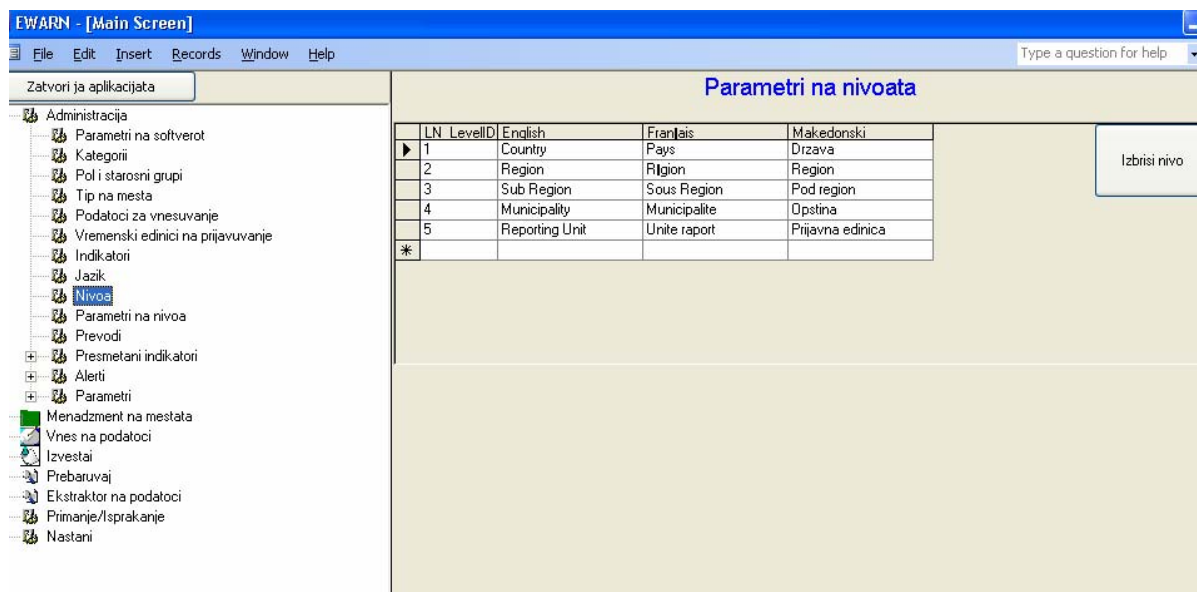 EWARN - [Main Screen]
File Edit Insert Records Window Help
Type a question for help
Zatvori ja aplikacijata
Administracija
Parametri na softverot
Kategorii
Pol i starosni grupi
Tip na mesta
Podatoci za vnesuvanje
Vremenski edinici na prijavuvanje
Indikatori
Jazik
Nivoa
Parametri na nivoa
Prevodi
Presmetani indikatori
Alerti
Parametri
Menadzment na mestata
Vnes na podatoci
Izvestai
Prebaruvaj
Ekstraktor na podatoci
Primanje/Isprakanje
Nastani
Parametri na nivoata
LN_LevelID English Franļais Makedonski
1 Country Pays Drzava
2 Region Rļgion Region
3 Sub Region Sous Region Pod region
4 Municipality Municipalite Opstina
5 Reporting Unit Unite raport Prijavna edinica
Izbrisi nivo